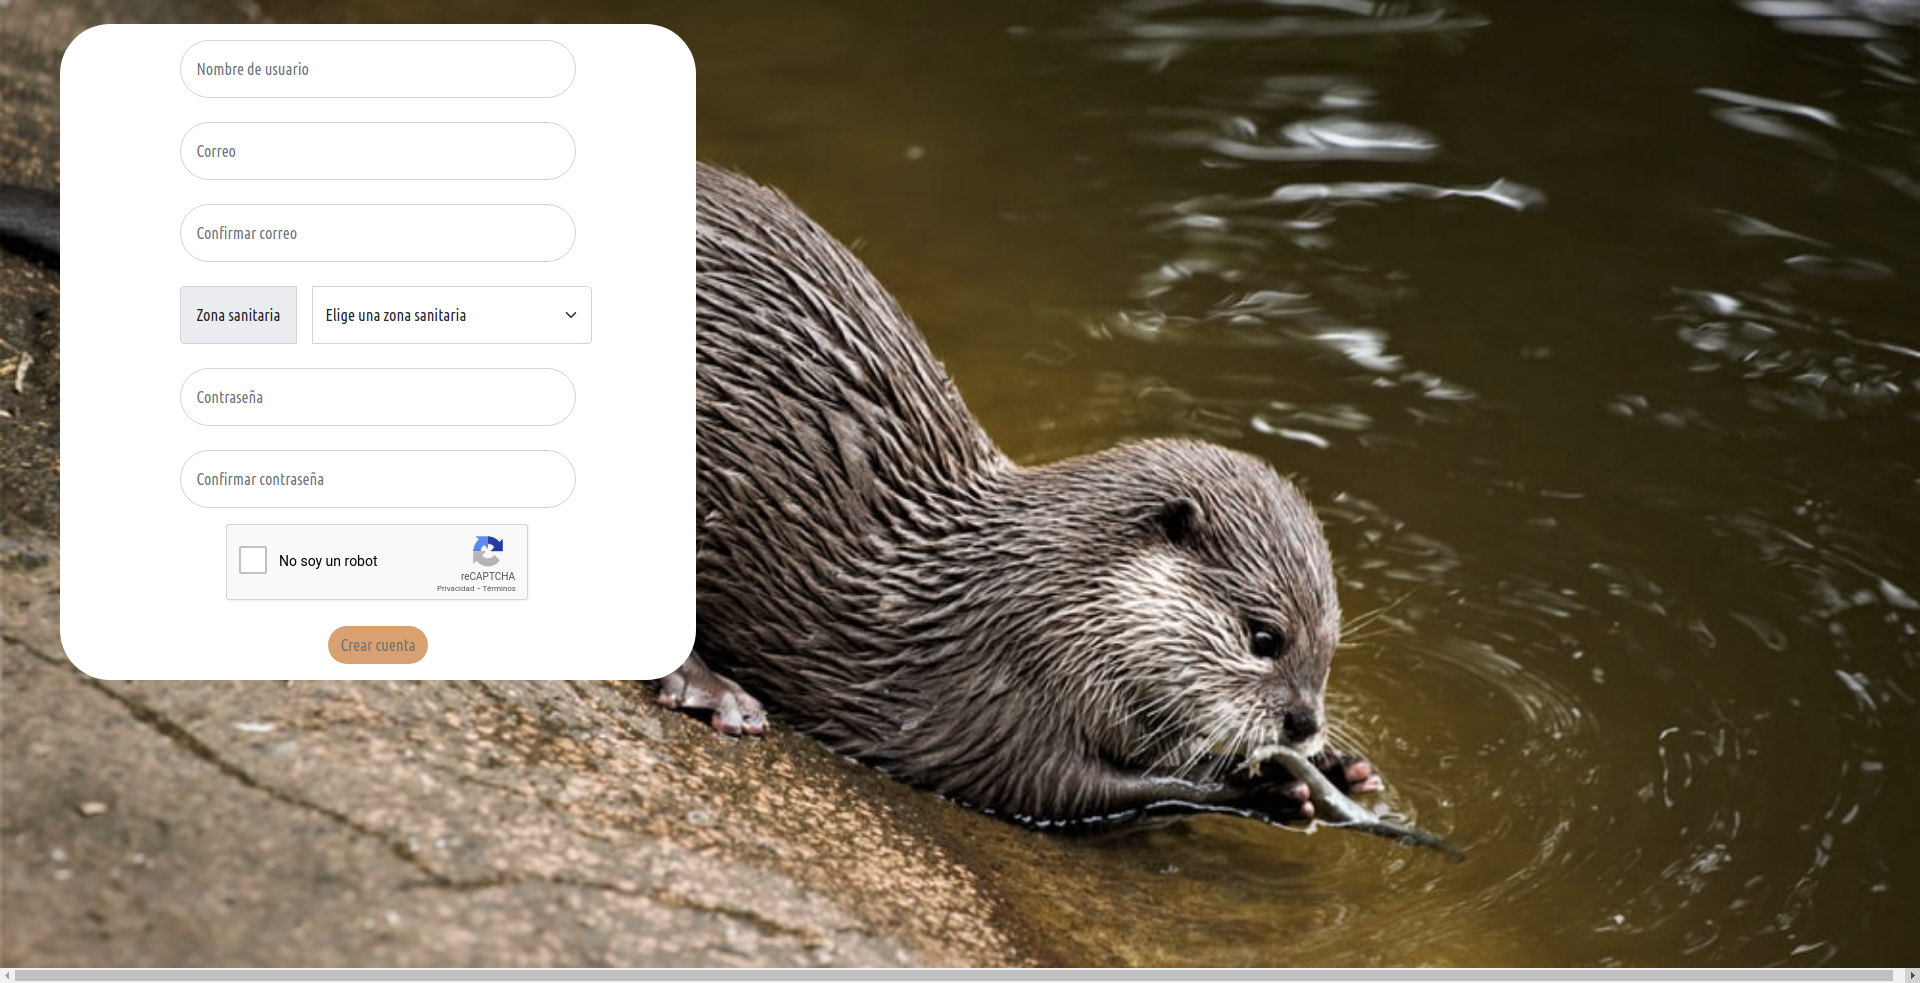 Nombre de usuario
Correo
Confirmar correo
Zona sanitaria
Elige una zona sanitaria
Contraseña
Confirmar contraseña
No soy un robot
reCAPTCHA
Privacidad - Términos
Crear cuenta